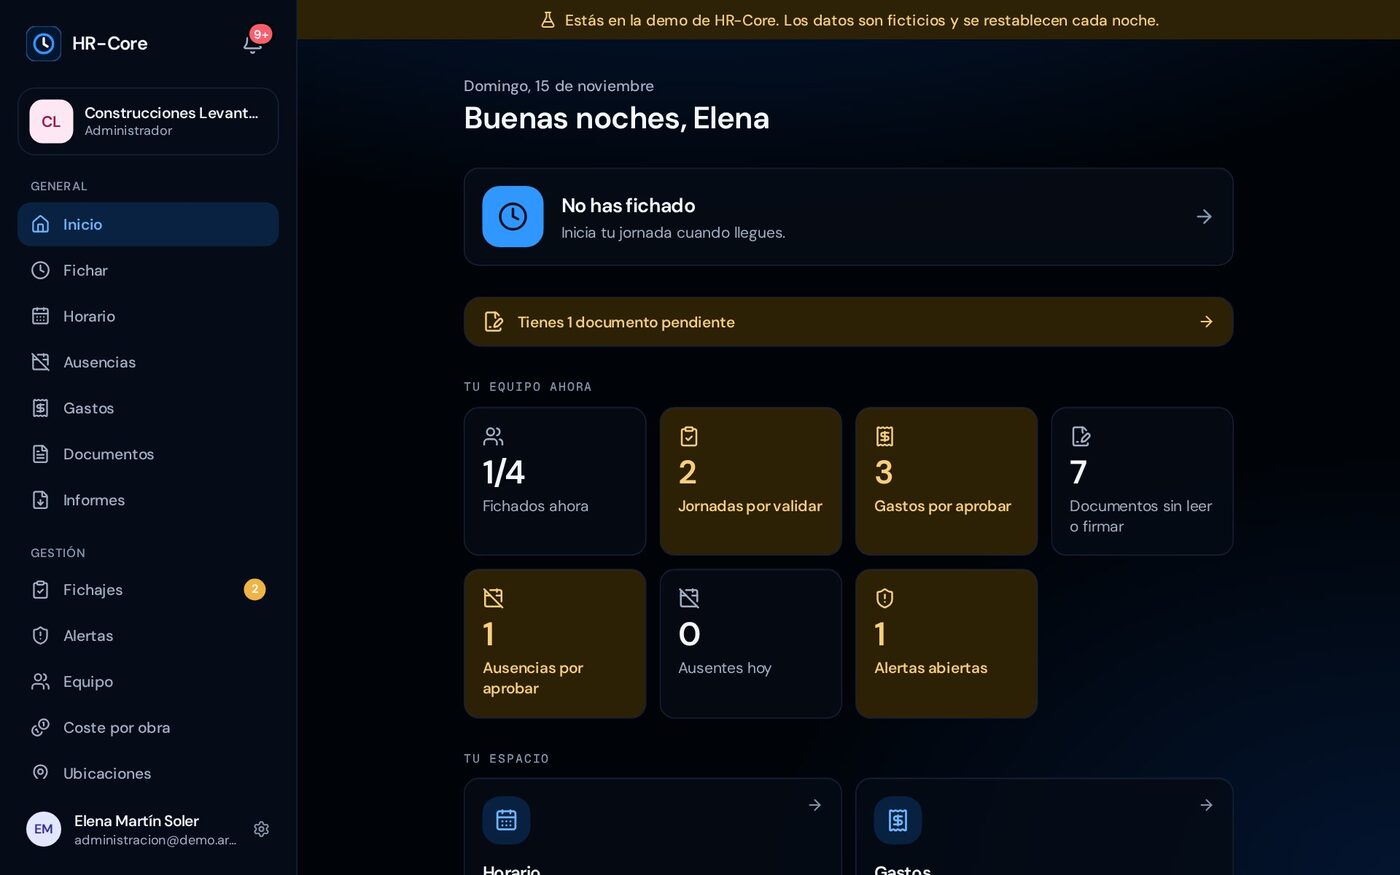 HR-Core
9+
CL
Construcciones Levant...
Administrador
GENERAL
Inicio
Fichar
Horario
Ausencias
Gastos
Documentos
Informes
GESTIÓN
Fichajes
2
Alertas
Equipo
Coste por obra
Ubicaciones
EM
Elena Martín Soler
administracion@demo.ar...
Estás en la demo de HR-Core. Los datos son ficticios y se restablecen cada noche.
Domingo, 15 de noviembre
Buenas noches, Elena
No has fichado
Inicia tu jornada cuando llegues.
Tienes 1 documento pendiente
TU EQUIPO AHORA
1/4
Fichados ahora
2
Jornadas por validar
3
Gastos por aprobar
7
Documentos sin leer
o firmar
1
Ausencias por
aprobar
0
Ausentes hoy
1
Alertas abiertas
TU ESPACIO
Horario
Gastos